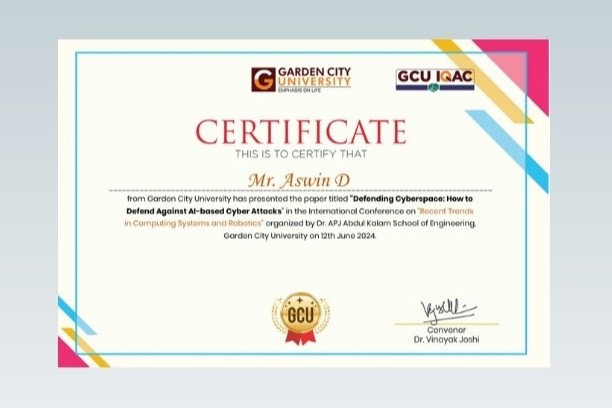 GARDEN CITY
UNIVERSITY
EMPHASIS ON LIFE
GCU IQAC
CERTIFICATE
THIS IS TO CERTIFY THAT
Mr. Aswin D
from Garden City University has presented the paper titled "Defending Cyberspace: How to
Defend Against AI-based Cyber Attacks" in the International Conference on "Recent Trends
in Computing Systems and Robotics" organized by Dr. APJ Abdul Kalam School of Engineering,
Garden City University on 12th June 2024.
GCU
Convener
Dr. Vinayak Joshi